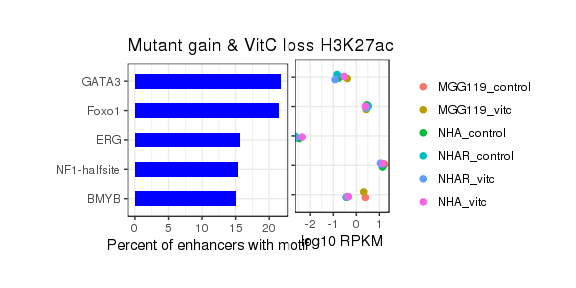 Mutant gain & VitC loss H3K27ac
GATA3
Foxo1
ERG
NF1-halfsite
BMYB
0 5 10 15 20
Percent of enhancers with motif
-2 -1 0 1
log10 RPKM
MGG119_control
MGG119_vitc
NHA_control
NHAR_control
NHAR_vitc
NHA_vitc